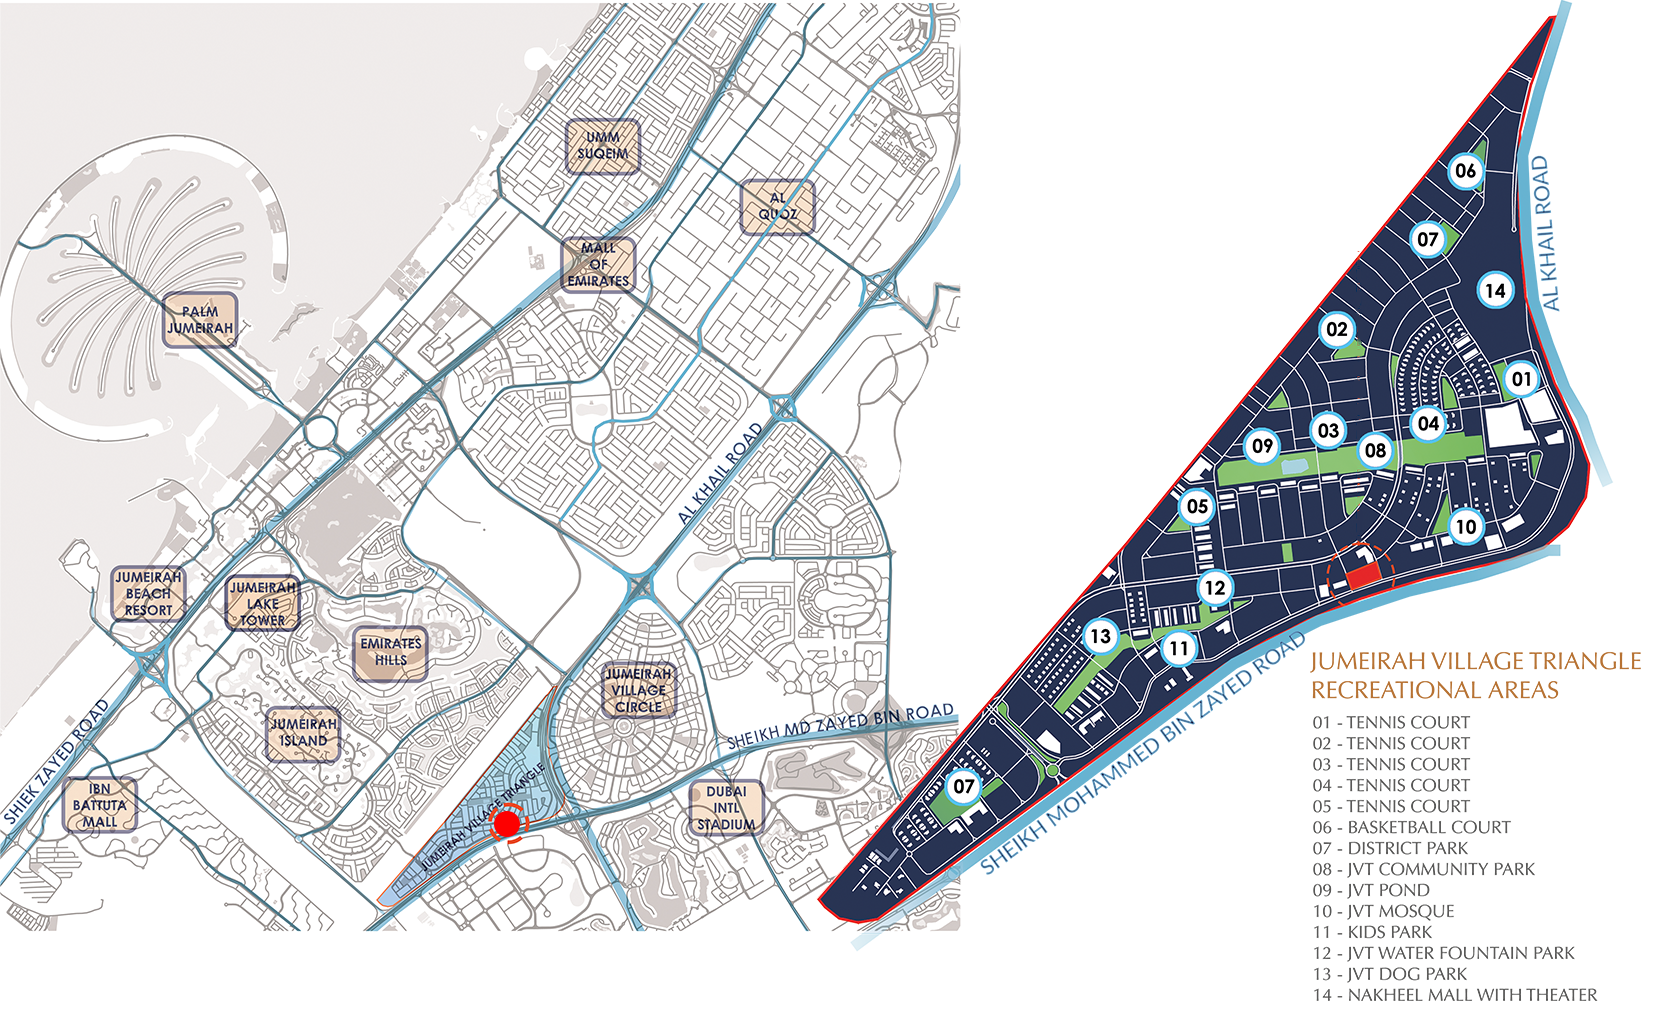 UMM
SUQEIM
AL
QUOZ
MALL
OF
EMIRATES
PALM
JUMEIRAH
AL KHAIL ROAD
JUMEIRAH
BEACH
RESORT
JUMEIRAH
LAKE
TOWER
EMIRATES
HILLS
JUMEIRAH
VILLAGE
CIRCLE
JUMEIRAH
ISLAND
SHIEK ZAYED ROAD
SHEIKH MD ZAYED BIN ROAD
IBN
BATTUTA
MALL
JUMEIRAH VILLAGE TRIANGLE
DUBAI
INTL
STADIUM
06
07
14
AL KHAIL ROAD
02
01
04
03
09
08
05
10
12
13
11
07
SHEIKH MOHAMMED BIN ZAYED ROAD
JUMEIRAH VILLAGE TRIANGLE
RECREATIONAL AREAS
01 - TENNIS COURT
02 - TENNIS COURT
03 - TENNIS COURT
04 - TENNIS COURT
05 - TENNIS COURT
06 - BASKETBALL COURT
07 - DISTRICT PARK
08 - JVT COMMUNITY PARK
09 - JVT POND
10 - JVT MOSQUE
11 - KIDS PARK
12 - JVT WATER FOUNTAIN PARK
13 - JVT DOG PARK
14 - NAKHEEL MALL WITH THEATER